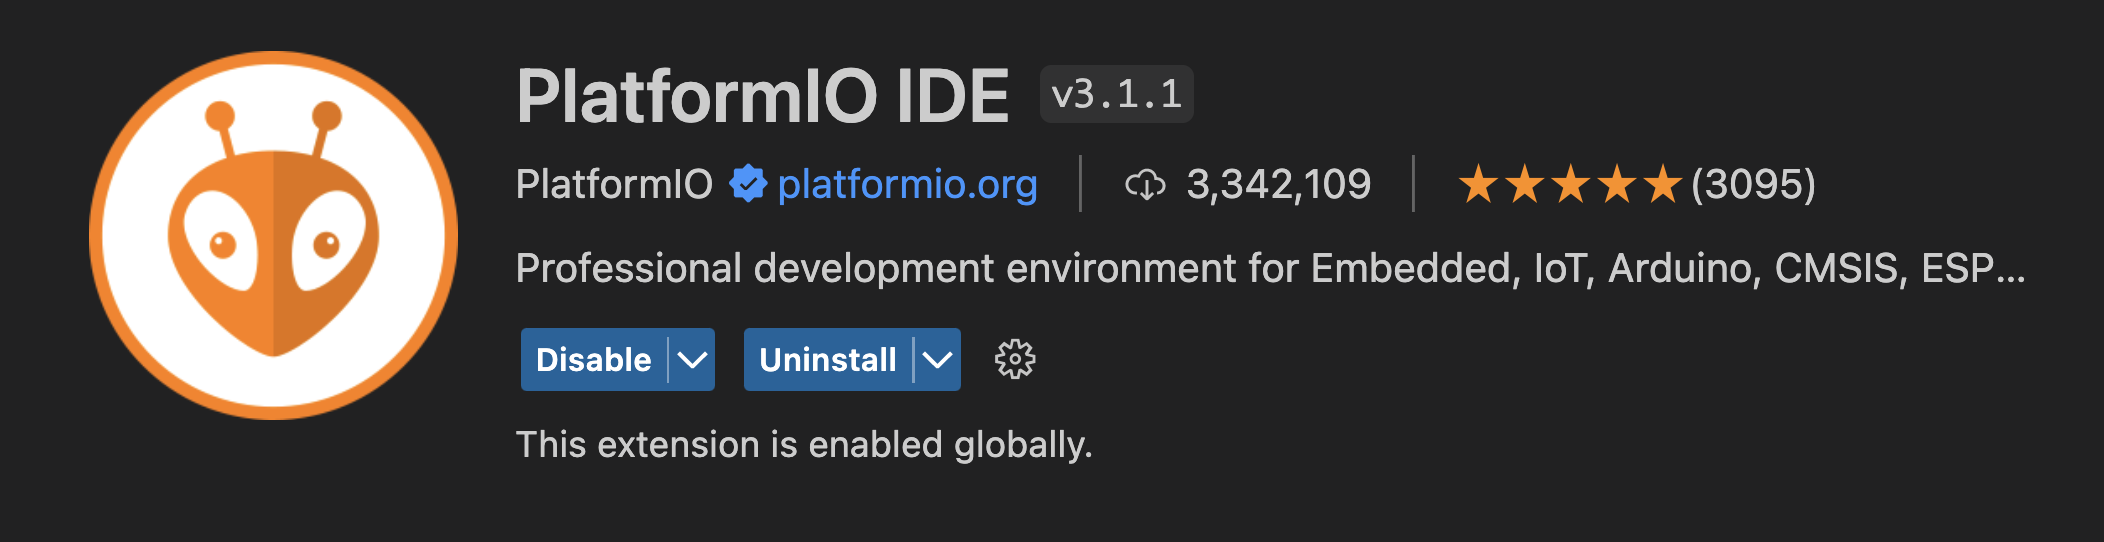 PlatformIO IDE v3.1.1
PlatformIO platformio.org 3,342,109 ★★★★★(3095)
Professional development environment for Embedded, IoT, Arduino, CMSIS, ESP...
Disable Uninstall
This extension is enabled globally.